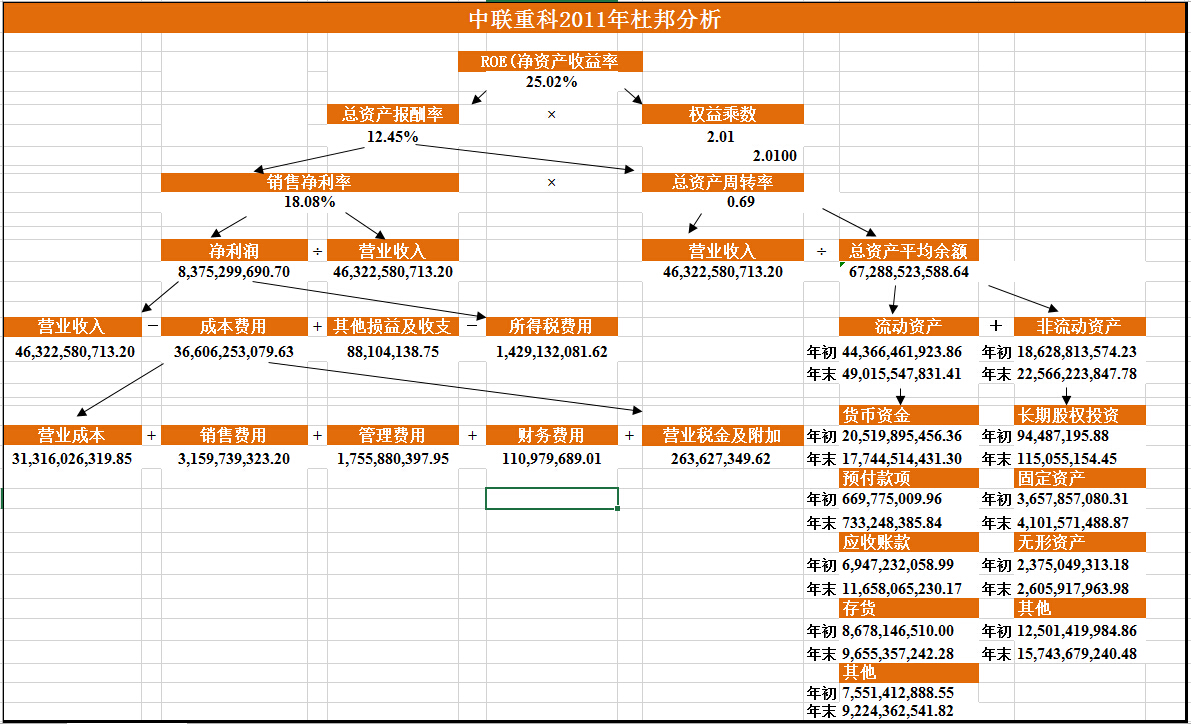 中联重科2011年杜邦分析
ROE(净资产收益率
25.02%
总资产报酬率 × 权益乘数
12.45% 2.01
2.0100
销售净利率 × 总资产周转率
18.08% 0.69
净利润 ÷ 营业收入 营业收入 ÷ 总资产平均余额
8,375,299,690.70 46,322,580,713.20 46,322,580,713.20 67,288,523,588.64
营业收入 － 成本费用 + 其他损益及收支 － 所得税费用 流动资产 + 非流动资产
46,322,580,713.20 36,606,253,079.63 88,104,138.75 1,429,132,081.62 年初 44,366,461,923.86 年初 18,628,813,574.23
年末 49,015,547,831.41 年末 22,566,223,847.78
货币资金 长期股权投资
营业成本 + 销售费用 + 管理费用 + 财务费用 + 营业税金及附加 年初 20,519,895,456.36 年初 94,487,195.88
31,316,026,319.85 3,159,739,323.20 1,755,880,397.95 110,979,689.01 263,627,349.62 年末 17,744,514,431.30 年末 115,055,154.45
预付款项 固定资产
年初 669,775,009.96 年初 3,657,857,080.31
年末 733,248,385.84 年末 4,101,571,488.87
应收账款 无形资产
年初 6,947,232,058.99 年初 2,375,049,313.18
年末 11,658,065,230.17 年末 2,605,917,963.98
存货 其他
年初 8,678,146,510.00 年初 12,501,419,984.86
年末 9,655,357,242.28 年末 15,743,679,240.48
其他
年初 7,551,412,888.55
年末 9,224,362,541.82